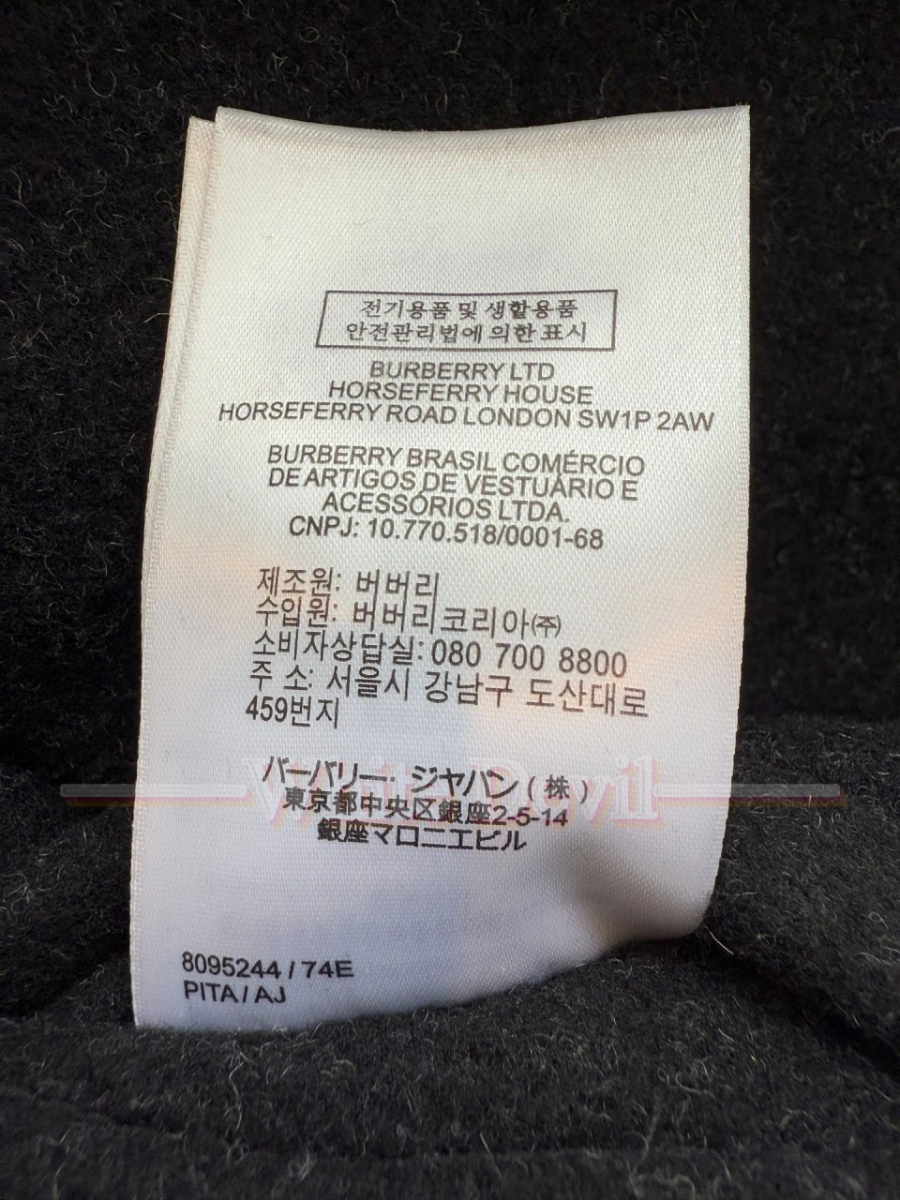 전기용품 및 생활용품
안전관리법에 의한 표시
BURBERRY LTD
HORSEFERRY HOUSE
HORSEFERRY ROAD LONDON SW1P 2AW
BURBERRY BRASIL COMÉRCIO
DE ARTIGOS DE VESTUÁRIO E
ACESSÓRIOS LTDA.
CNPJ: 10.770.518/0001-68
제조원: 버버리
수입원: 버버리코리아㈜
소비자상답실: 080 700 8800
주 소: 서울시 강남구 도산대로
459번지
バーバリー・ジャパン(株)
東京都中央区銀座2-5-14
銀座マロニエビル
8095244 / 74E
PITA / AJ